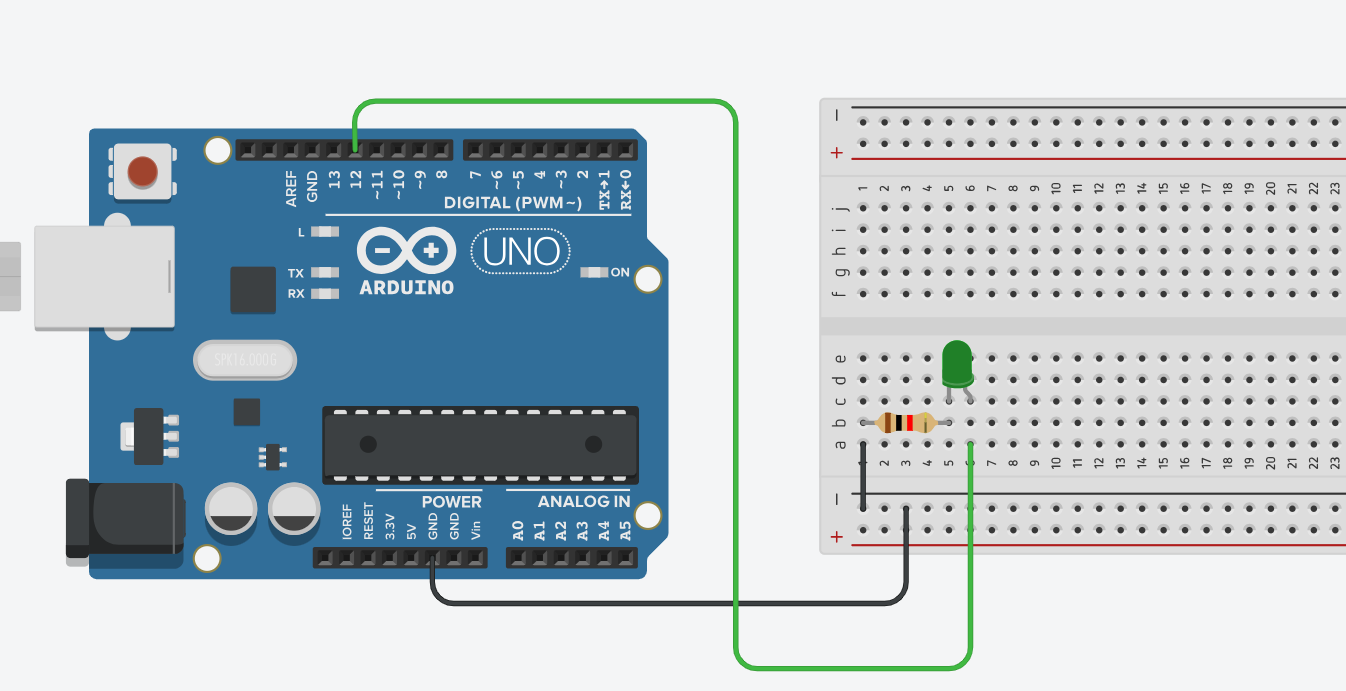 AREF GND 13 12 ~11 ~10 ~9 8 7 ~6 ~5 4 ~3 2 TX→1 RX←0
DIGITAL (PWM~)
L
TX
RX
UNO
ON
ARDUINO
SPX16.000G
POWER
ANALOG IN
IOREF RESET 3.3V 5V GND GND Vin A0 A1 A2 A3 A4 A5
−
+
1 2 3 4 5 6 7 8 9 10 11 12 13 14 15 16 17 18 19 20 21 22 23
j
i
h
g
f
e
d
c
b
a
1 2 3 4 5 6 7 8 9 10 11 12 13 14 15 16 17 18 19 20 21 22 23
−
+